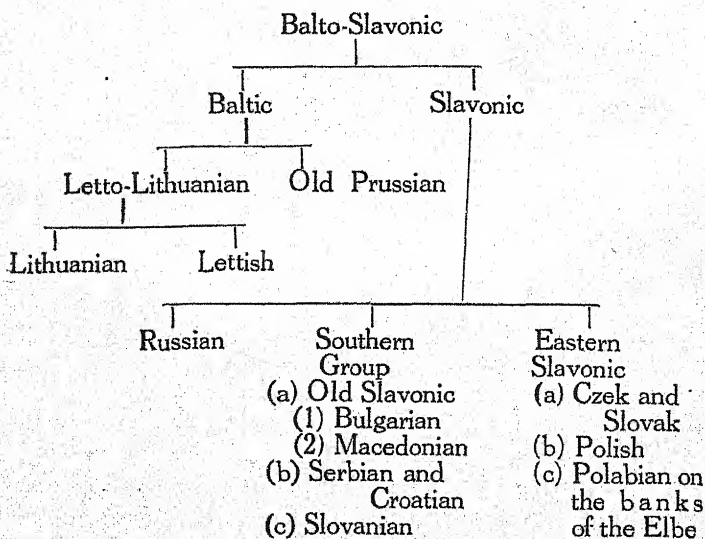 Balto-Slavonic
Baltic Slavonic
Letto-Lithuanian Old Prussian
Lithuanian Lettish
Russian
Southern
Group
(a) Old Slavonic
(1) Bulgarian
(2) Macedonian
(b) Serbian and
Croatian
(c) Slovanian
Eastern
Slavonic
(a) Czek and
Slovak
(b) Polish
(c) Polabian on
the banks
of the Elbe